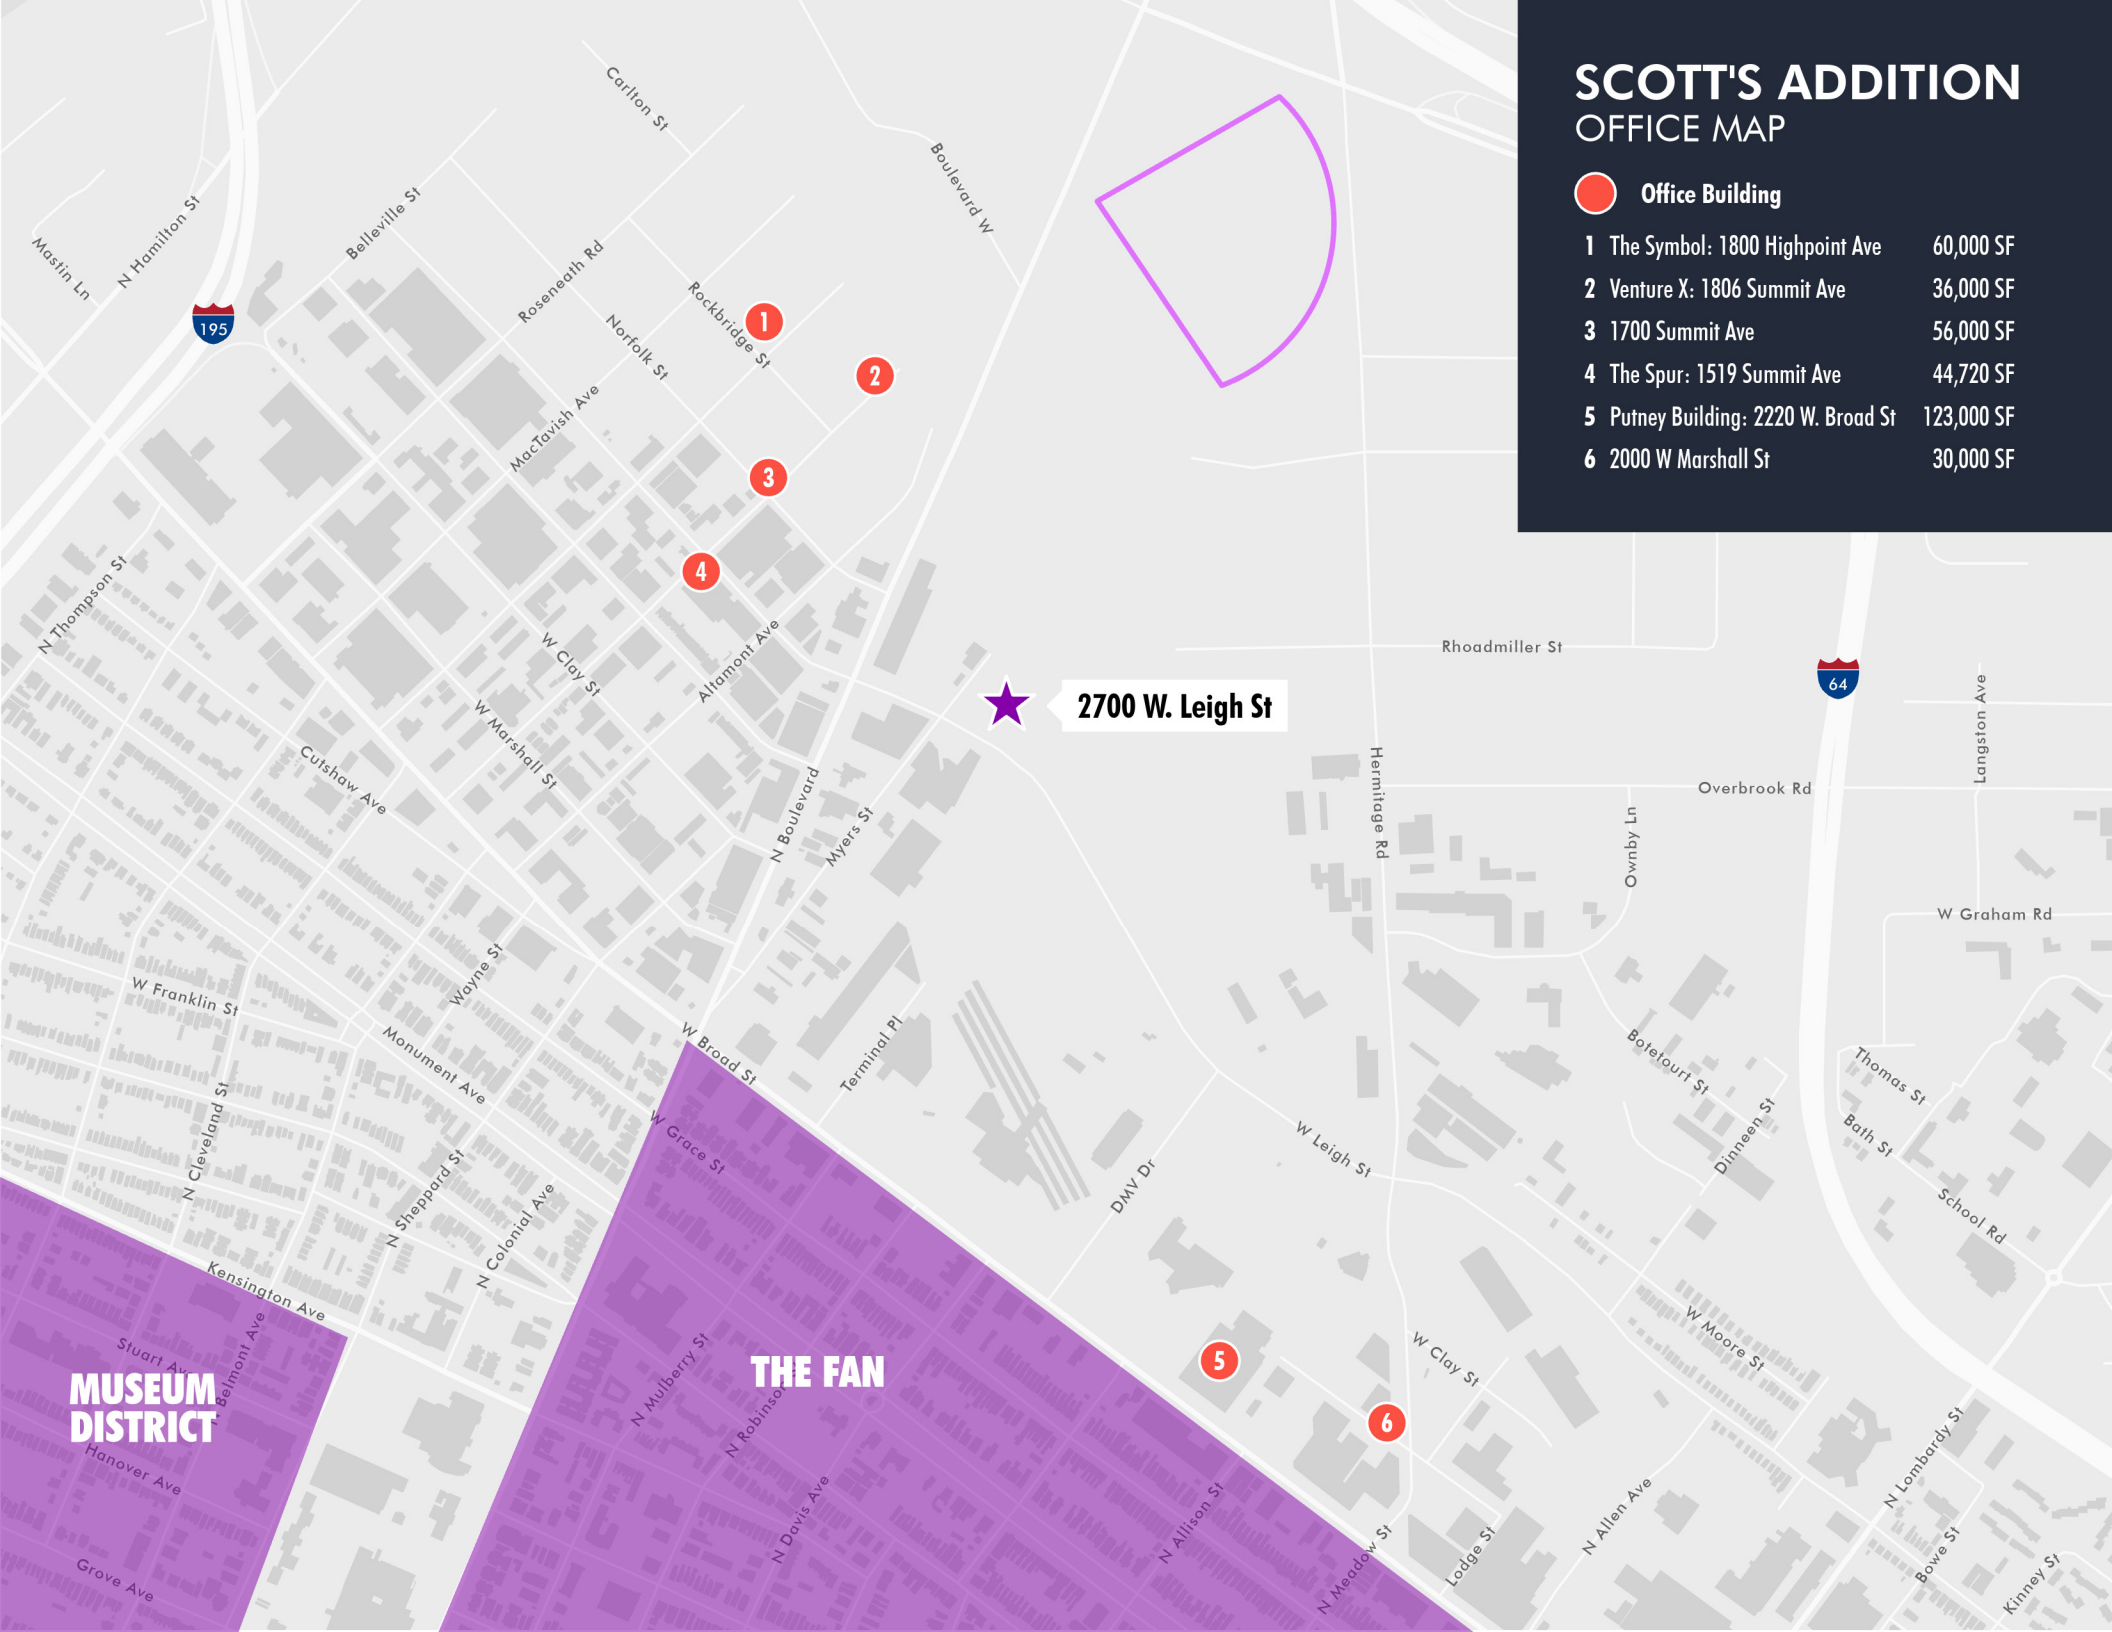 SCOTT'S ADDITION
OFFICE MAP
Office Building
1 The Symbol: 1800 Highpoint Ave 60,000 SF
2 Venture X: 1806 Summit Ave 36,000 SF
3 1700 Summit Ave 56,000 SF
4 The Spur: 1519 Summit Ave 44,720 SF
5 Putney Building: 2220 W. Broad St 123,000 SF
6 2000 W Marshall St 30,000 SF
Carlton St
Boulevard W
Belleville St
N Hamilton St
Mastin Ln
Roseneath Rd
Rockbridge St
Norfolk St
195
1
2
MacTavish Ave
3
4
N Thompson St
W Clay St
Altamont Ave
2700 W. Leigh St
Rhoadmiller St
64
Langston Ave
W Marshall St
Cutshaw Ave
N Boulevard
Myers St
Hermitage Rd
Overbrook Rd
Ownby Ln
W Graham Rd
Wayne St
W Franklin St
Monument Ave
W Broad St
Terminal Pl
Botetourt St
Thomas St
Bath St
Dinneen St
School Rd
N Cleveland St
W Grace St
W Leigh St
DMV Dr
N Sheppard St
N Colonial Ave
Kensington Ave
Stuart Ave
N Belmont Ave
MUSEUM
DISTRICT
Hanover Ave
Grove Ave
THE FAN
N Mulberry St
N Robinson
N Davis Ave
N Allison St
N Meadow St
5
6
W Clay St
W Moore St
Lodge St
N Allen Ave
N Lombardy St
Bowe St
Kinney St